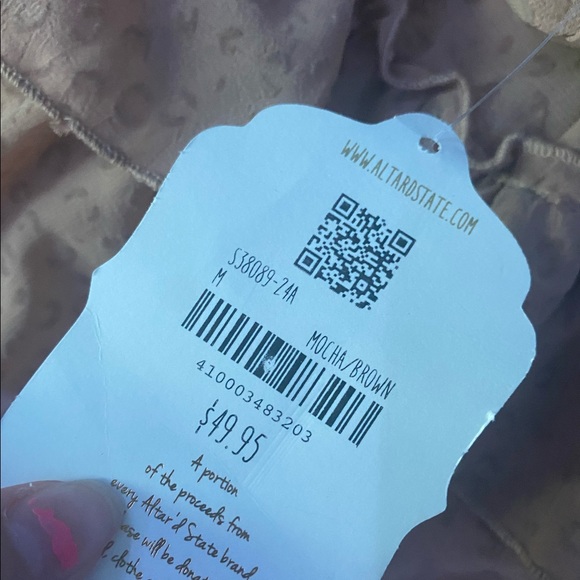 WWW.ALTARDSTATE.COM
S38089-24A
M
MOCHA/BROWN
410003483203
$49.95
A portion
of the proceeds from
every Altar'd State brand
will be